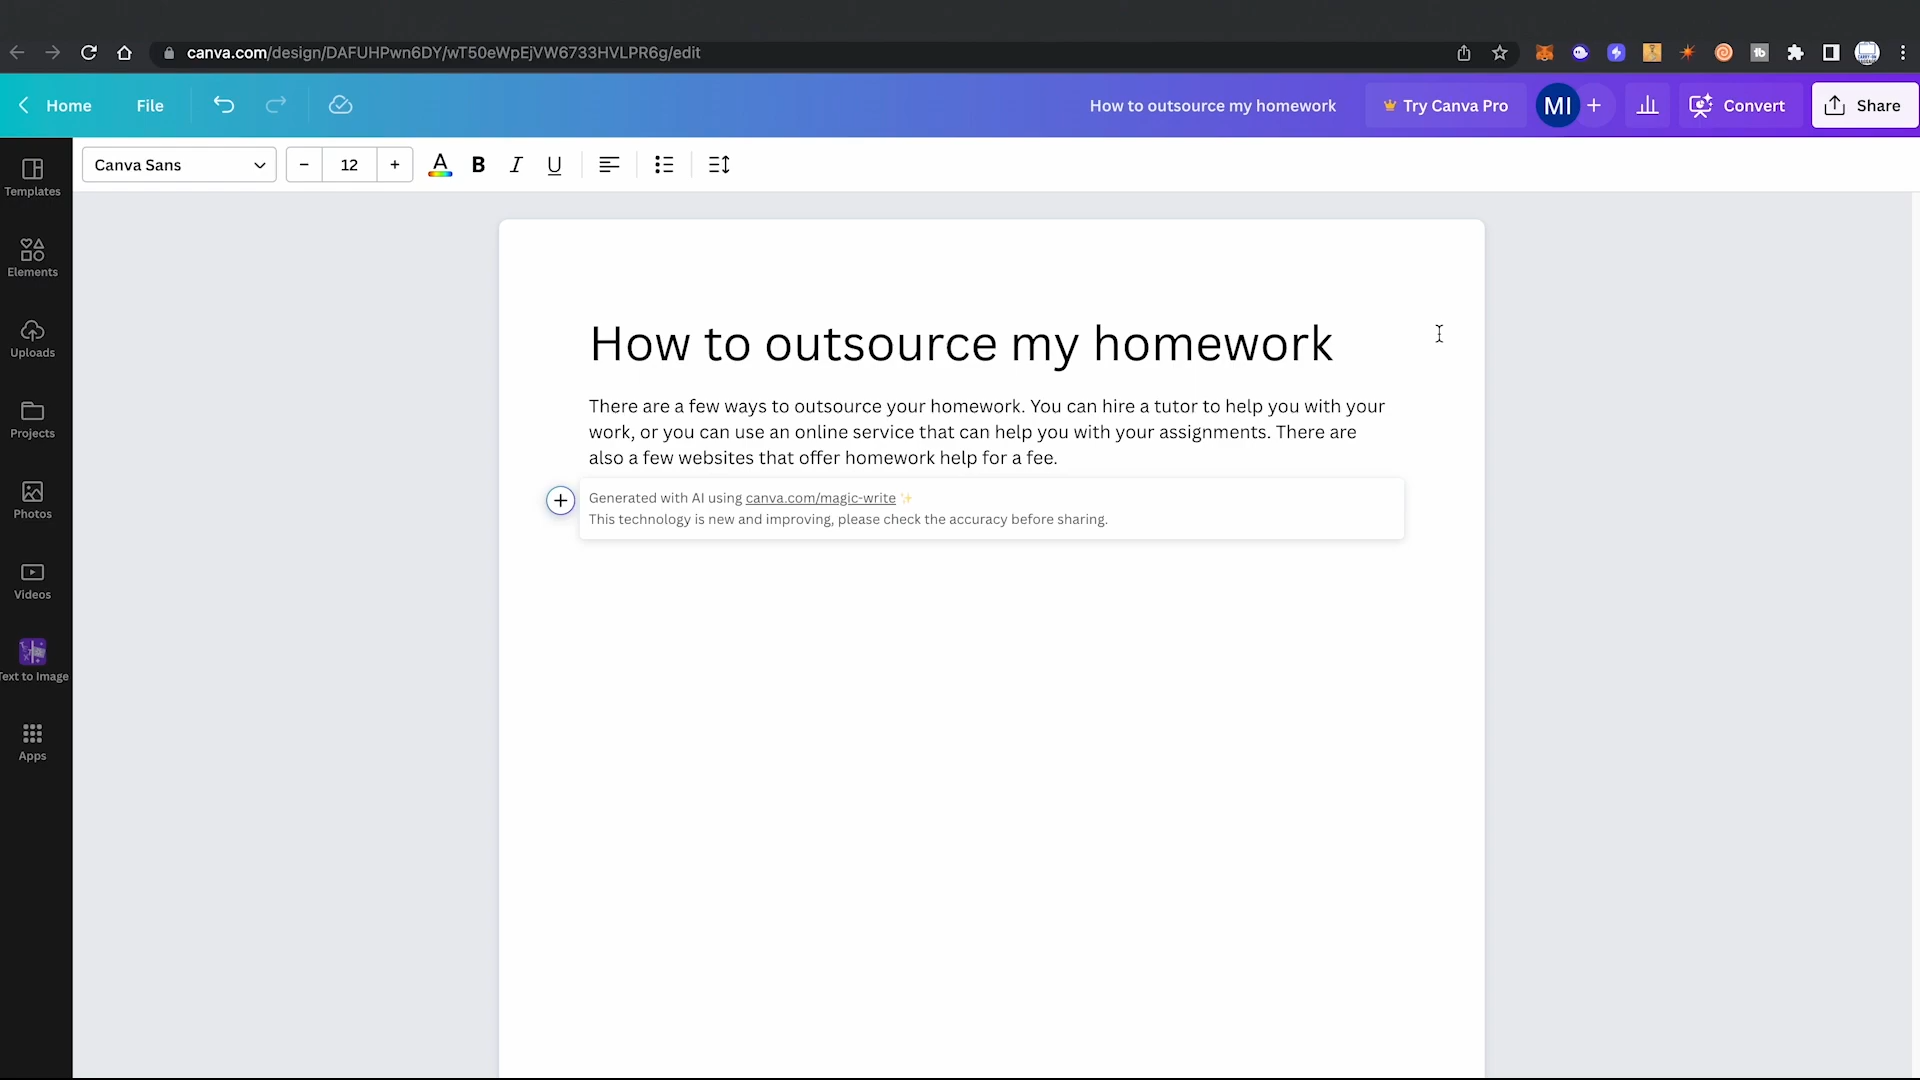 canva.com/design/DAFUHPwn6DY/wT50eWpEjVW6733HVLPR6g/edit
Home File How to outsource my homework Try Canva Pro MI + Convert Share
Canva Sans - 12 + A B I U
Templates
Elements
Uploads
Projects
Photos
Videos
Text to Image
Apps
How to outsource my homework
There are a few ways to outsource your homework. You can hire a tutor to help you with your
work, or you can use an online service that can help you with your assignments. There are
also a few websites that offer homework help for a fee.
Generated with AI using canva.com/magic-write ✨
This technology is new and improving, please check the accuracy before sharing.